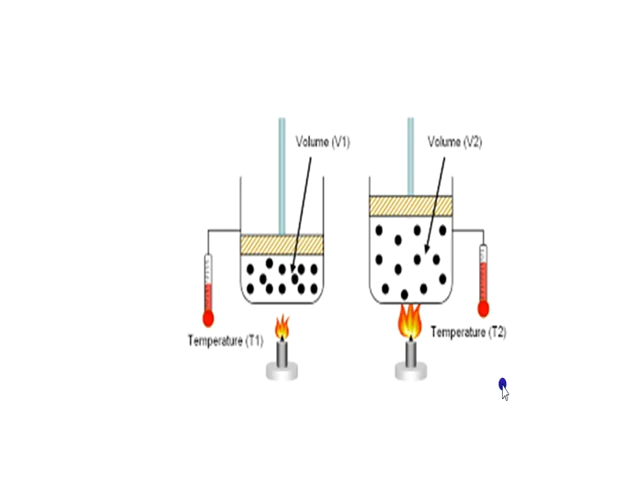 Volume (V1)
Volume (V2)
Temperature (T1)
Temperature (T2)